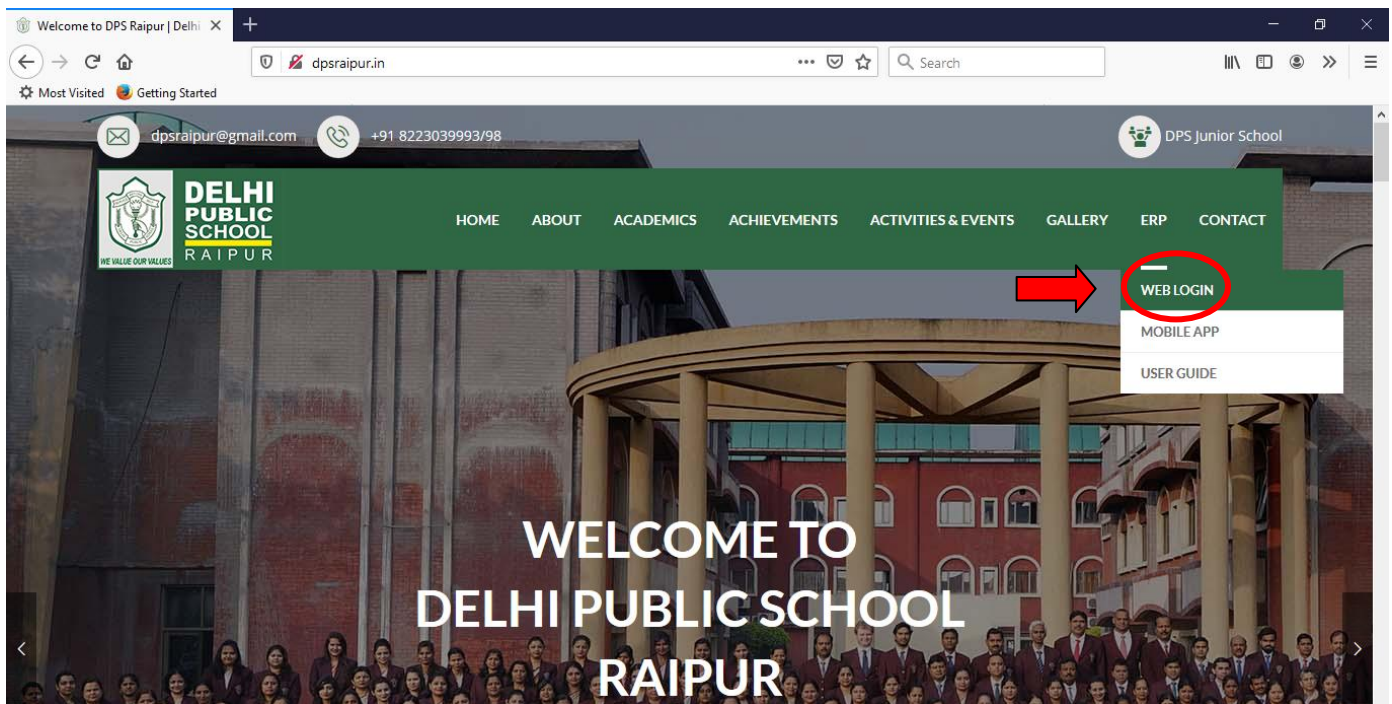 Welcome to DPS Raipur | Delhi
dpsraipur.in
Search
Most Visited Getting Started
dpsraipur@gmail.com +91 8223039993/98 DPS Junior School
DELHI
PUBLIC
SCHOOL
RAIPUR
WE VALUE OUR VALUES
HOME ABOUT ACADEMICS ACHIEVEMENTS ACTIVITIES & EVENTS GALLERY ERP CONTACT
WEB LOGIN
MOBILE APP
USER GUIDE
WELCOME TO
DELHI PUBLIC SCHOOL
RAIPUR